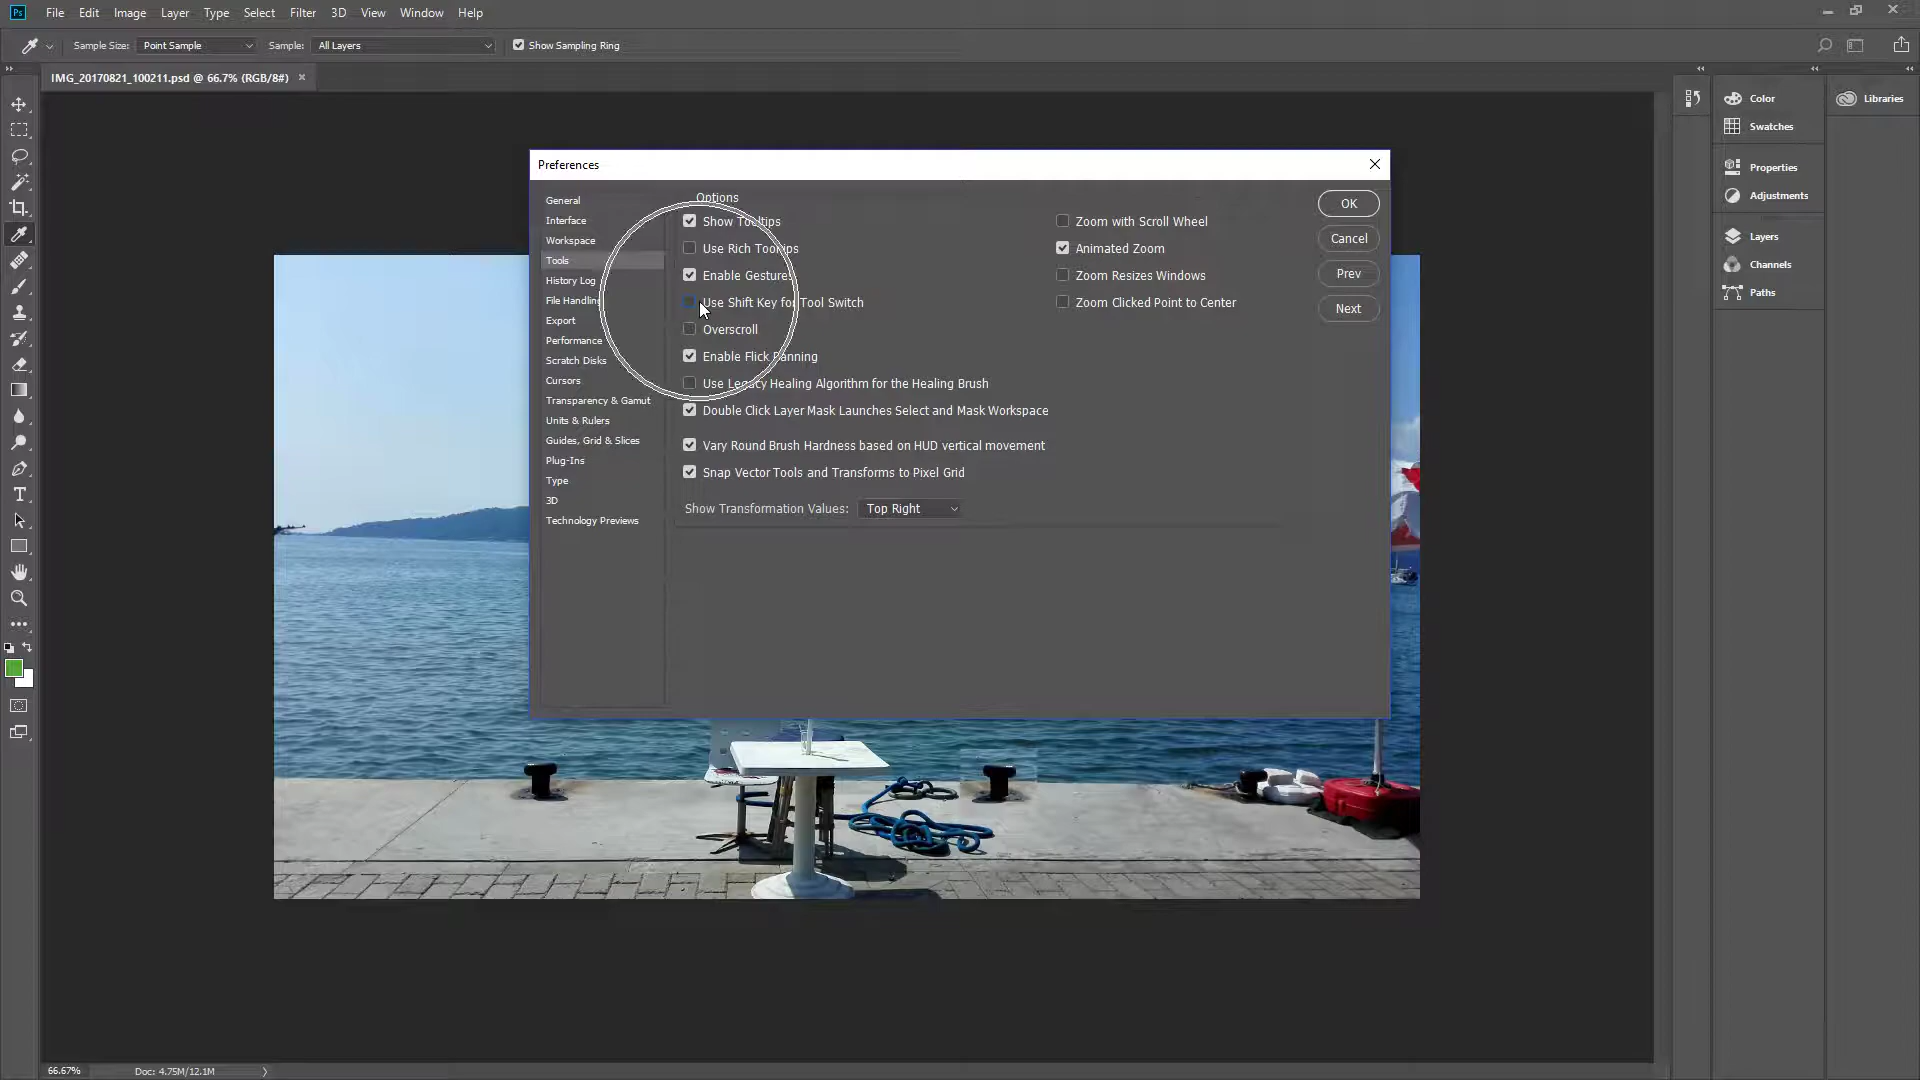 Ps File Edit Image Layer Type Select Filter 3D View Window Help
Sample Size: Point Sample Sample: All Layers Show Sampling Ring
IMG_20170821_100211.psd @ 66.7% (RGB/8#) ×
Preferences
General
Interface
Workspace
Tools
History Log
File Handling
Export
Performance
Scratch Disks
Cursors
Transparency & Gamut
Units & Rulers
Guides, Grid & Slices
Plug-Ins
Type
3D
Technology Previews
Options
Show Tooltips
Use Rich Tooltips
Enable Gestures
Use Shift Key for Tool Switch
Overscroll
Enable Flick Panning
Use Legacy Healing Algorithm for the Healing Brush
Double Click Layer Mask Launches Select and Mask Workspace
Vary Round Brush Hardness based on HUD vertical movement
Snap Vector Tools and Transforms to Pixel Grid
Show Transformation Values: Top Right
Zoom with Scroll Wheel
Animated Zoom
Zoom Resizes Windows
Zoom Clicked Point to Center
OK
Cancel
Prev
Next
Color
Swatches
Properties
Adjustments
Layers
Channels
Paths
Libraries
66.67% Doc: 4.75M/12.1M